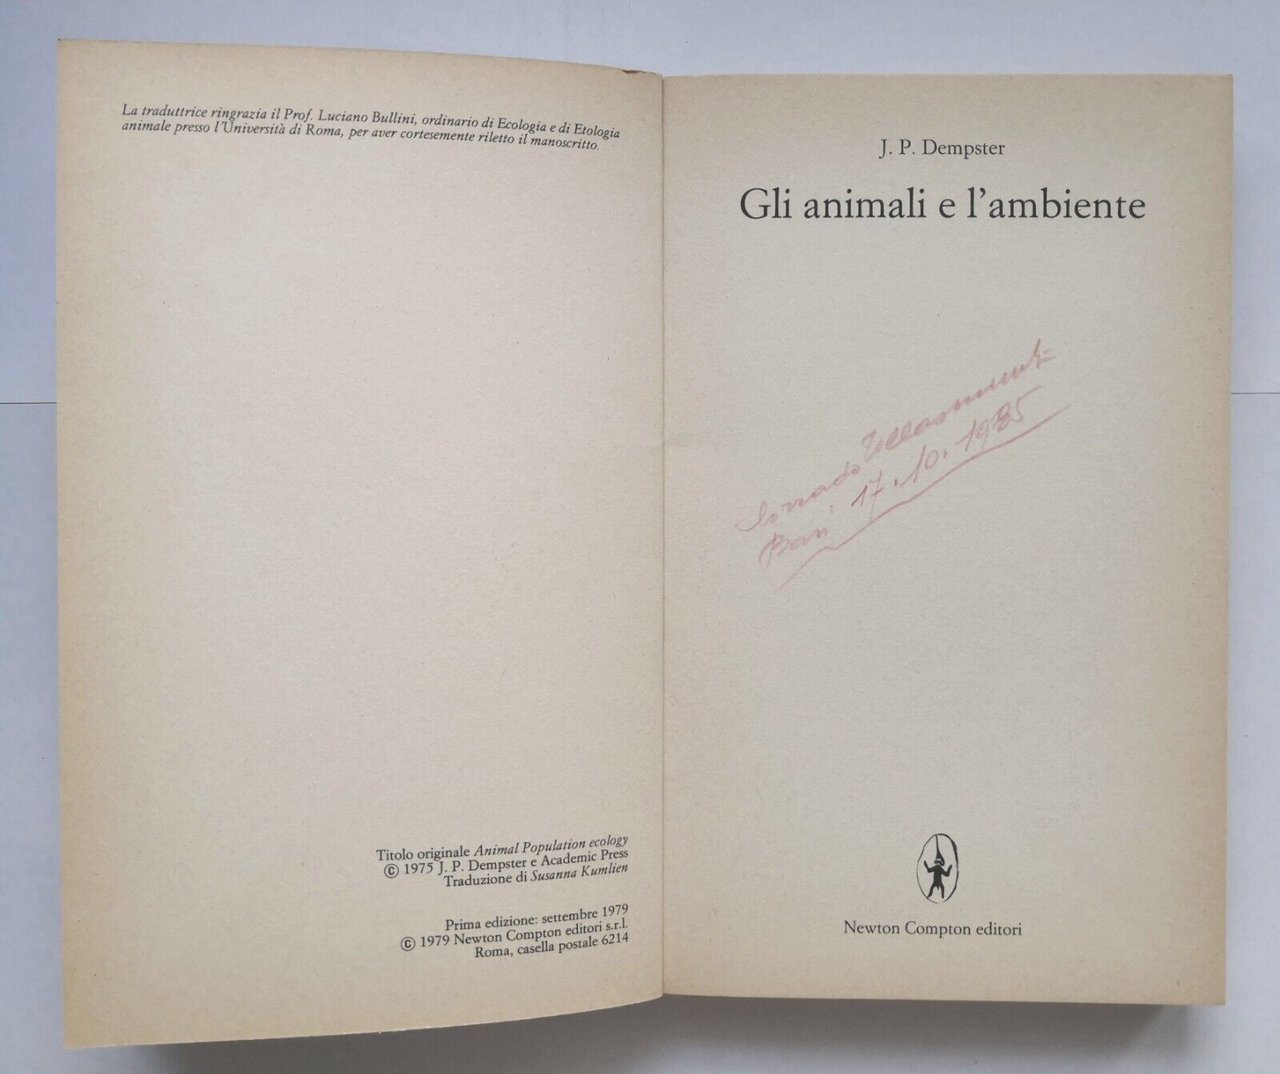 La traduttrice ringrazia il Prof. Luciano Bullini, ordinario di Ecologia e di Etologia
animale presso l'Università di Roma, per aver cortesemente riletto il manoscritto.
Titolo originale Animal Population ecology
© 1975 J. P. Dempster e Academic Press
Traduzione di Susanna Kumlien
Prima edizione: settembre 1979
© 1979 Newton Compton editori s.r.l.
Roma, casella postale 6214
J. P. Dempster
Gli animali e l'ambiente
Bari 17.10.1985
Newton Compton editori